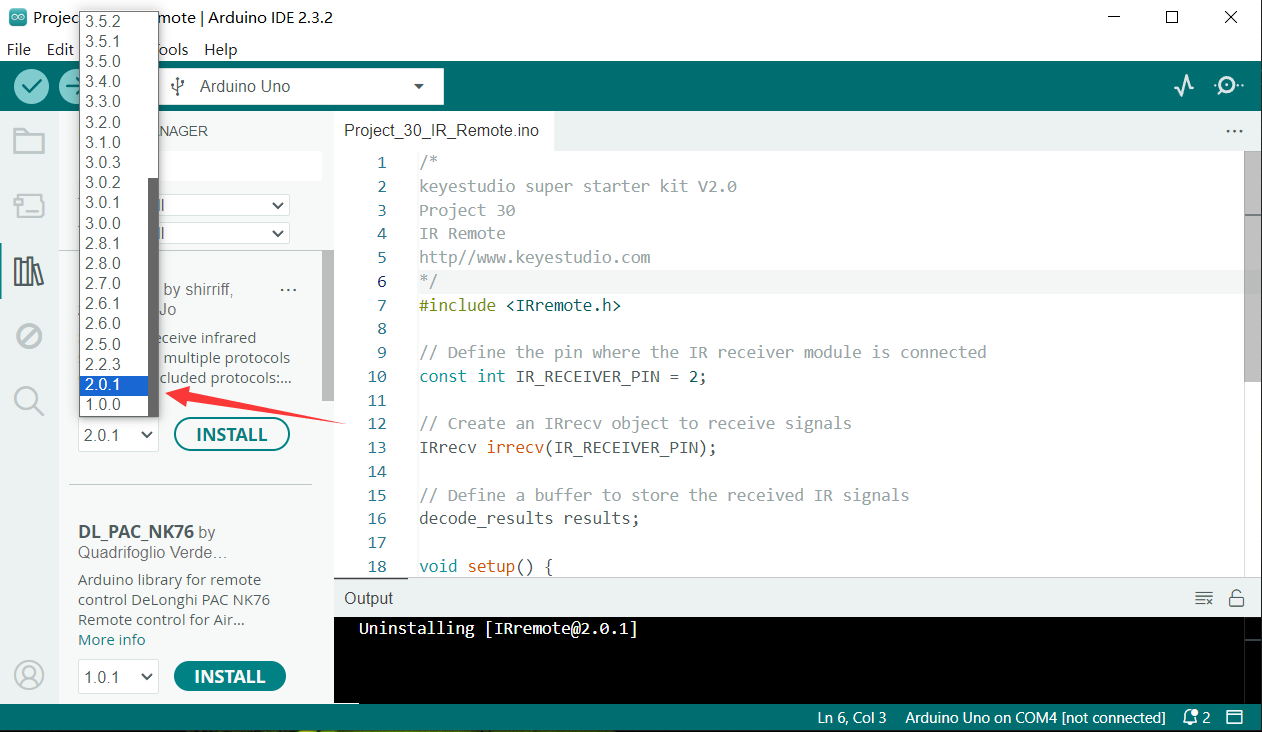 Projec
mote | Arduino IDE 2.3.2
File Edit
ools Help
Arduino Uno
3.5.2
3.5.1
3.5.0
3.4.0
3.3.0
3.2.0
3.1.0
3.0.3
3.0.2
3.0.1
3.0.0
2.8.1
2.8.0
2.7.0
2.6.1
2.6.0
2.5.0
2.2.3
2.0.1
1.0.0
NAGER
by shirriff,
Jo
eceive infrared
multiple protocols
cluded protocols:...
2.0.1
INSTALL
DL_PAC_NK76 by
Quadrifoglio Verde…
Arduino library for remote
control DeLonghi PAC NK76
Remote control for Air...
More info
1.0.1
INSTALL
Project_30_IR_Remote.ino
1 /*
2 keyestudio super starter kit V2.0
3 Project 30
4 IR Remote
5 http//www.keyestudio.com
6 */
7 #include <IRremote.h>
8
9 // Define the pin where the IR receiver module is connected
10 const int IR_RECEIVER_PIN = 2;
11
12 // Create an IRrecv object to receive signals
13 IRrecv irrecv(IR_RECEIVER_PIN);
14
15 // Define a buffer to store the received IR signals
16 decode_results results;
17
18 void setup() {
Output
Uninstalling [IRremote@2.0.1]
Ln 6, Col 3 Arduino Uno on COM4 [not connected] 2